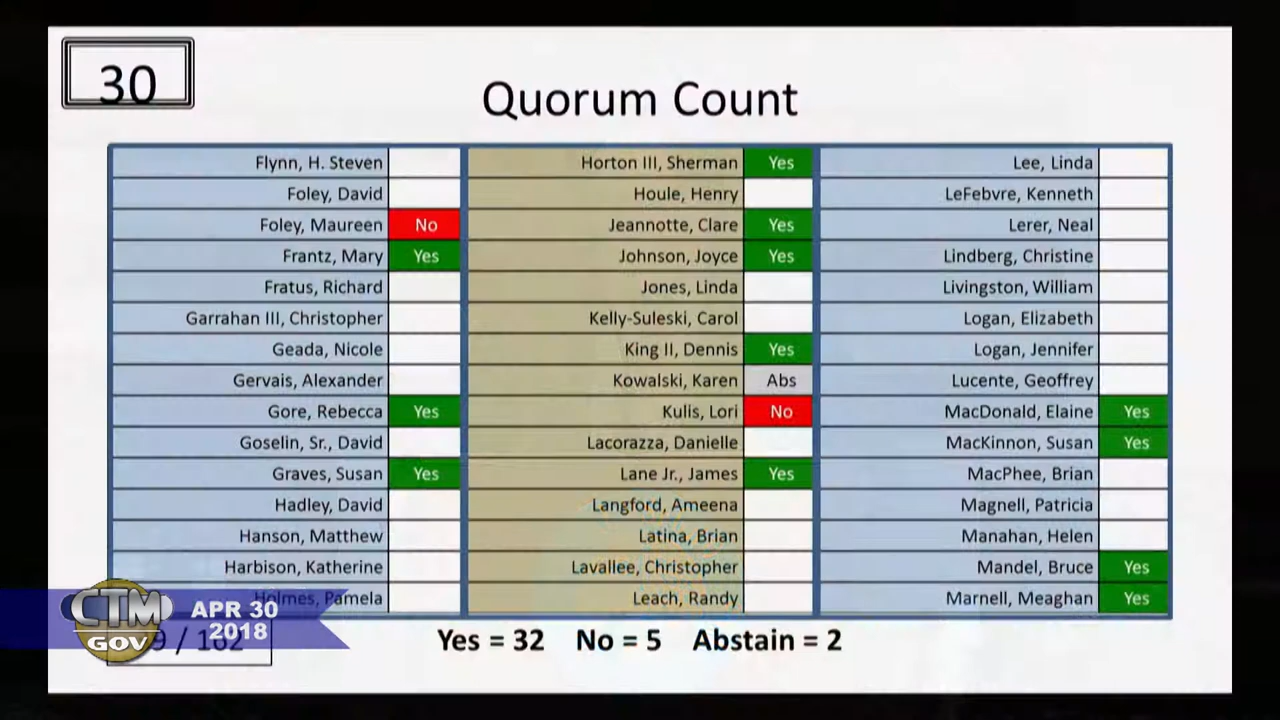 30
Quorum Count
Flynn, H. Steven
Foley, David
Foley, Maureen No
Frantz, Mary Yes
Fratus, Richard
Garrahan III, Christopher
Geada, Nicole
Gervais, Alexander
Gore, Rebecca Yes
Goselin, Sr., David
Graves, Susan Yes
Hadley, David
Hanson, Matthew
Harbison, Katherine
Holmes, Pamela
Horton III, Sherman Yes
Houle, Henry
Jeannotte, Clare Yes
Johnson, Joyce Yes
Jones, Linda
Kelly-Suleski, Carol
King II, Dennis Yes
Kowalski, Karen Abs
Kulis, Lori No
Lacorazza, Danielle
Lane Jr., James Yes
Langford, Ameena
Latina, Brian
Lavallee, Christopher
Leach, Randy
Lee, Linda
LeFebvre, Kenneth
Lerer, Neal
Lindberg, Christine
Livingston, William
Logan, Elizabeth
Logan, Jennifer
Lucente, Geoffrey
MacDonald, Elaine Yes
MacKinnon, Susan Yes
MacPhee, Brian
Magnell, Patricia
Manahan, Helen
Mandel, Bruce Yes
Marnell, Meaghan Yes
Yes = 32 No = 5 Abstain = 2
/ 162
CTM
GOV
APR 30
2018